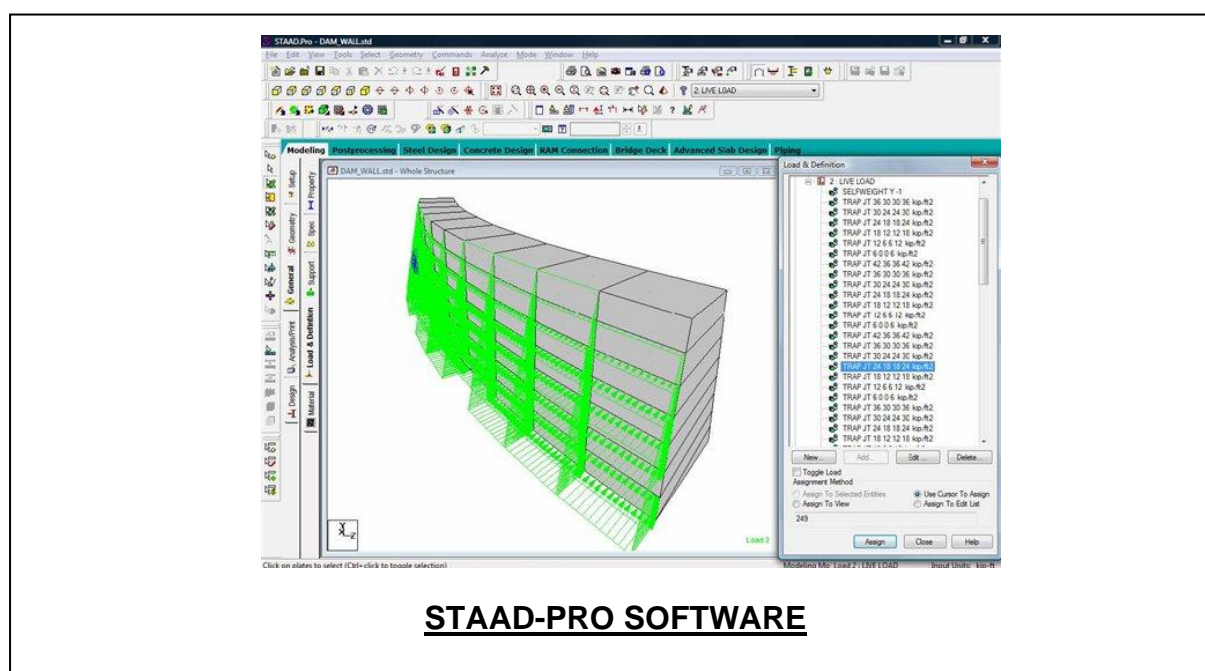 STAAD.Pro - DAM_WALL.std
File Edit View Tools Select Geometry Commands Analyze Mode Window Help
2: LIVE LOAD
Modeling Postprocessing Steel Design Concrete Design RAM Connection Bridge Deck Advanced Slab Design Piping
Setup
Geometry
General
Analysis/Print
Design
Property
Spec
Support
Load & Definition
Material
DAM_WALL.std - Whole Structure
Y
X
Z
Load 2
Load & Definition
2 : LIVE LOAD
SELFWEIGHT Y -1
TRAP JT 36 30 30 36 kip/ft2
TRAP JT 30 24 24 30 kip/ft2
TRAP JT 24 18 18 24 kip/ft2
TRAP JT 18 12 12 18 kip/ft2
TRAP JT 12 6 6 12 kip/ft2
TRAP JT 6 0 0 6 kip/ft2
TRAP JT 42 36 36 42 kip/ft2
TRAP JT 36 30 30 36 kip/ft2
TRAP JT 30 24 24 30 kip/ft2
TRAP JT 24 18 18 24 kip/ft2
TRAP JT 18 12 12 18 kip/ft2
TRAP JT 12 6 6 12 kip/ft2
TRAP JT 6 0 0 6 kip/ft2
TRAP JT 42 36 36 42 kip/ft2
TRAP JT 36 30 30 36 kip/ft2
TRAP JT 30 24 24 30 kip/ft2
TRAP JT 24 18 18 24 kip/ft2
TRAP JT 18 12 12 18 kip/ft2
TRAP JT 12 6 6 12 kip/ft2
TRAP JT 6 0 0 6 kip/ft2
TRAP JT 36 30 30 36 kip/ft2
TRAP JT 30 24 24 30 kip/ft2
TRAP JT 24 18 18 24 kip/ft2
TRAP JT 18 12 12 18 kip/ft2
New... Add... Edit ... Delete...
Toggle Load
Assignment Method
Assign To Selected Entities Use Cursor To Assign
Assign To View Assign To Edit List
249
Assign Close Help
Click on plates to select (Ctrl+click to toggle selection) Modeling Mo Load 2 : LIVE LOAD Input Units: kip-ft
STAAD-PRO SOFTWARE